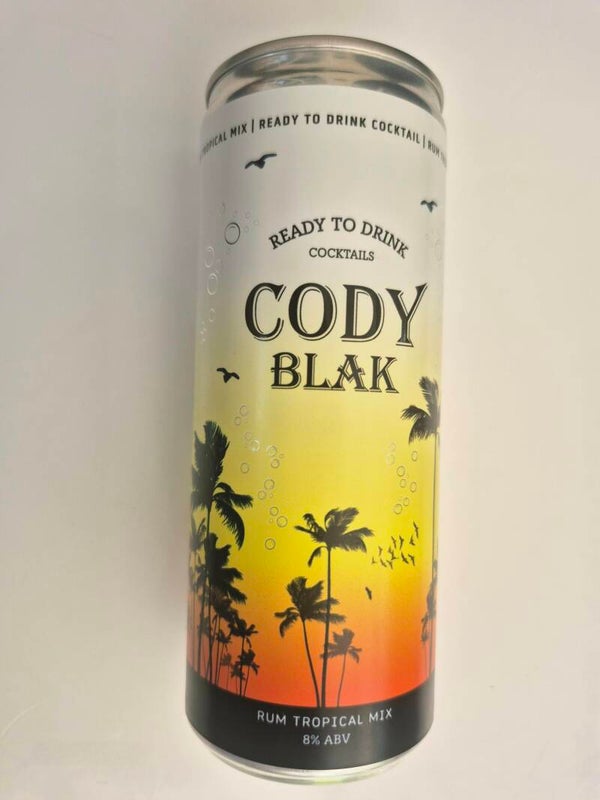 TROPICAL MIX | READY TO DRINK COCKTAIL | RUM
READY TO DRINK
COCKTAILS
CODY
BLAK
RUM TROPICAL MIX
8% ABV